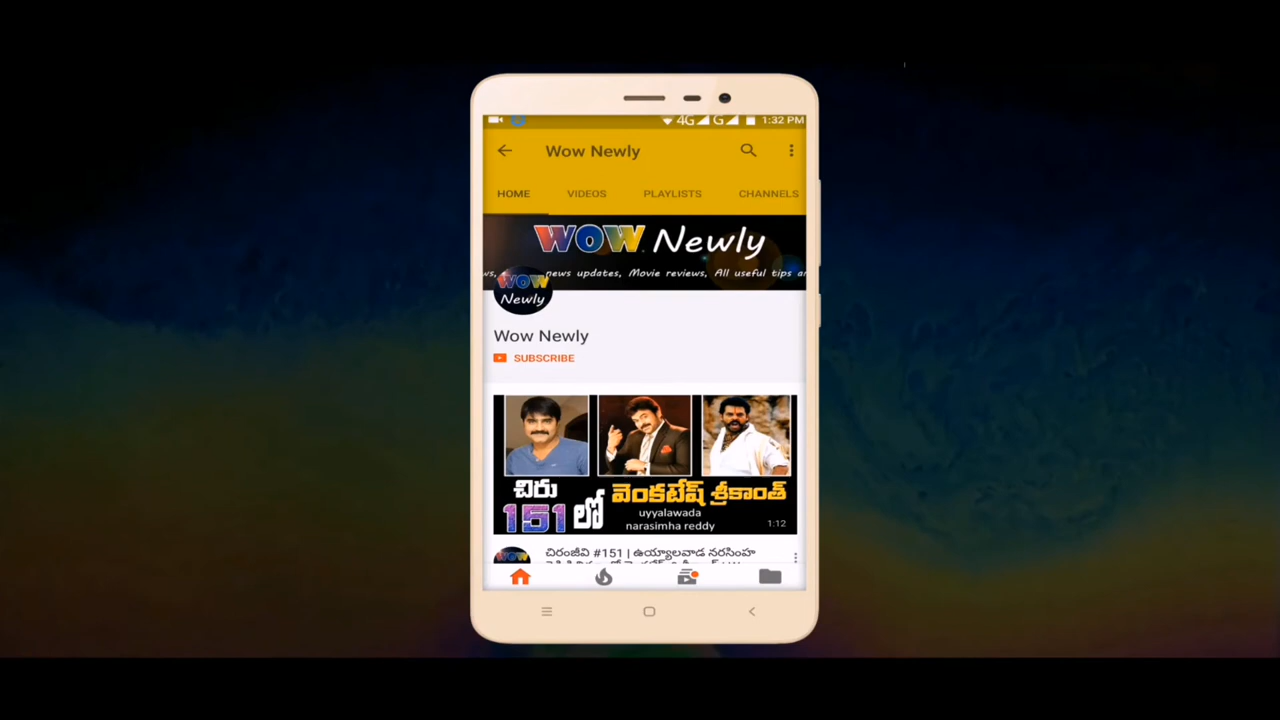 4G G 1:32 PM
Wow Newly
HOME VIDEOS PLAYLISTS CHANNELS
WOW Newly
news updates, Movie reviews, All useful tips
WOW
Newly
Wow Newly
SUBSCRIBE
చిరు
151 లో
వెంకటేష్ శ్రీకాంత్
uyyalawada
narasimha reddy
1:12
WOW
చిరంజీవి #151 | ఉయ్యాలవాడ నరసింహ